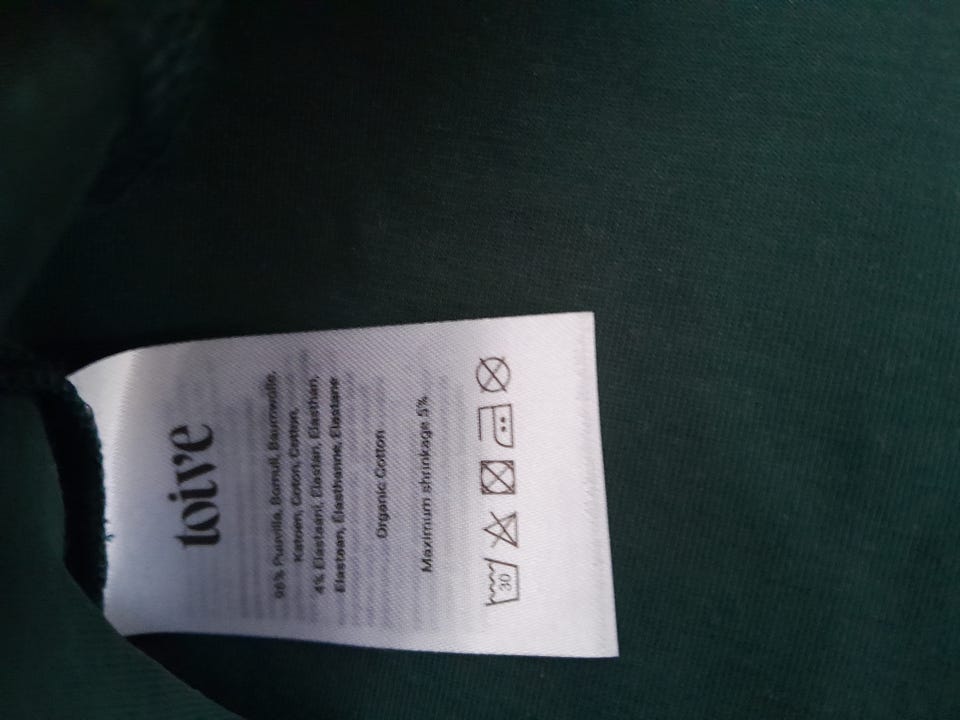 toive
96% Puuvilla, Bomull, Baumwolle,
Katoen, Coton, Cotton,
4% Elastaani, Elastan, Elasthan,
Elastaan, Élasthanne, Elastane
Organic Cotton
Maximum shrinkage 5%
30